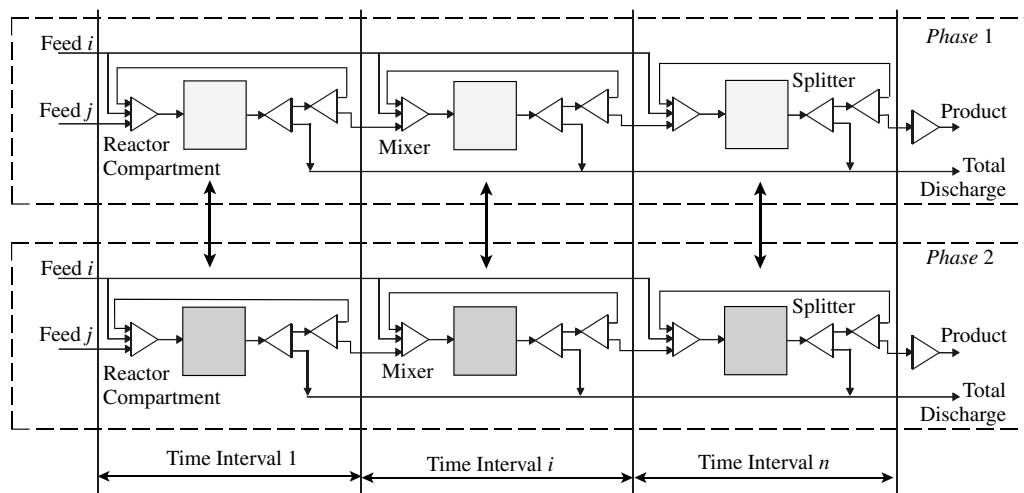 Feed i
Phase 1
Splitter
Feed j
Product
Reactor
Compartment
Mixer
Total
Discharge
Feed i
Phase 2
Splitter
Feed j
Product
Reactor
Compartment
Mixer
Total
Discharge
Time Interval 1
Time Interval i
Time Interval n